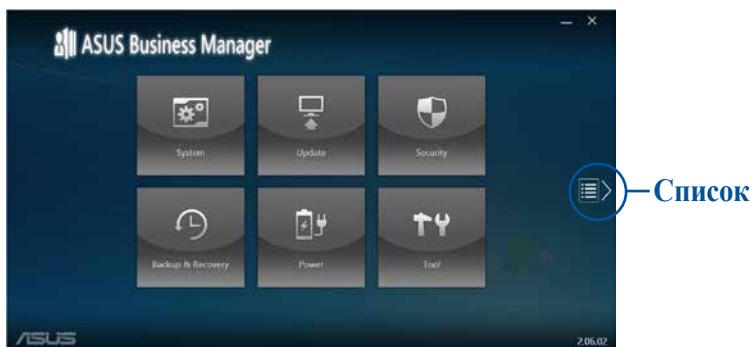 ASUS Business Manager
System
Update
Security
Список
Backup & Recovery
Power
Tool
ASUS
2.06.02